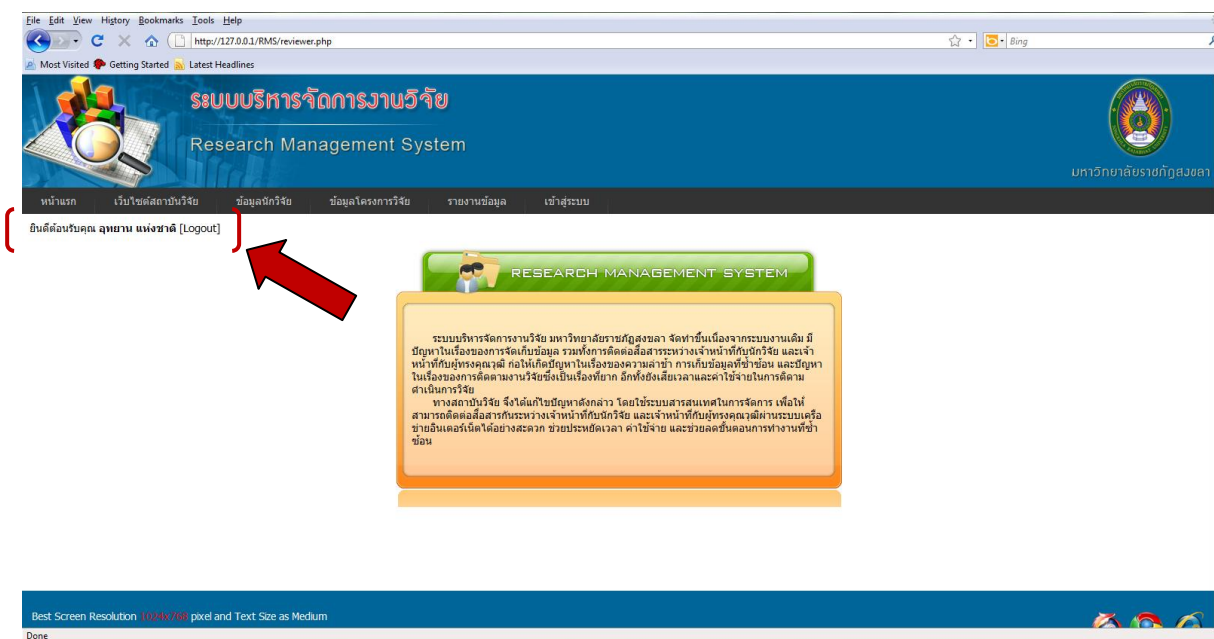 File Edit View History Bookmarks Tools Help
http://127.0.0.1/RMS/reviewer.php
Bing
Most Visited Getting Started Latest Headlines
ระบบบริหารจัดการงานวิจัย
Research Management System
มหาวิทยาลัยราชภัฏสงขลา
หน้าแรก เว็บไซต์สถาบันวิจัย ข้อมูลนักวิจัย ข้อมูลโครงการวิจัย รายงานข้อมูล เข้าสู่ระบบ
ยินดีต้อนรับคุณ อุทยาน แห่งชาติ [Logout]
RESEARCH MANAGEMENT SYSTEM
ระบบบริหารจัดการงานวิจัย มหาวิทยาลัยราชภัฏสงขลา จัดทำขึ้นเนื่องจากระบบงานเดิม มี
ปัญหาในเรื่องของการจัดเก็บข้อมูล รวมทั้งการติดต่อสื่อสารระหว่างเจ้าหน้าที่กับนักวิจัย และเจ้า
หน้าที่กับผู้ทรงคุณวุฒิ ก่อให้เกิดปัญหาในเรื่องของความล่าช้า การเก็บข้อมูลที่ซ้ำซ้อน และปัญหา
ในเรื่องของการติดตามงานวิจัยซึ่งเป็นเรื่องที่ยาก อีกทั้งยังเสียเวลาและค่าใช้จ่ายในการติดาม
ดำเนินการวิจัย
ทางสถาบันวิจัย จึงได้แก้ไขปัญหาดังกล่าว โดยใช้ระบบสารสนเทศในการจัดการ เพื่อให้
สามารถติดต่อสื่อสารกันระหว่างเจ้าหน้าที่กับนักวิจัย และเจ้าหน้าที่กับผู้ทรงคุณวุฒิผ่านระบบเครือ
ข่ายอินเตอร์เน็ตได้อย่างสะดวก ช่วยประหยัดเวลา ค่าใช้จ่าย และช่วยลดขั้นตอนการทำงานที่ซ้ำ
ซ้อน
Best Screen Resolution 1024x768 pixel and Text Size as Medium
Done